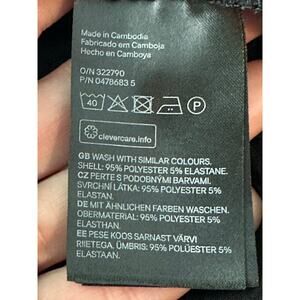 Made in Cambodia
Fabricado em Camboja
Hecho en Camboya
O/N 322790
P/N 0478683 5
40
P
clevercare.info
GB WASH WITH SIMILAR COLOURS.
SHELL: 95% POLYESTER 5% ELASTANE.
CZ PERTE S PODOBNÝMI BARVAMI.
SVRCHNÍ LÁTKA: 95% POLYESTER 5%
ELASTAN.
DE MIT ÄHNLICHEN FARBEN WASCHEN.
OBERMATERIAL: 95% POLYESTER 5%
ELASTHAN.
EE PESE KOOS SARNAST VÄRVI
RIIETEGA. ÜMBRIS: 95% POLÜESTER 5%
ELASTAAN.